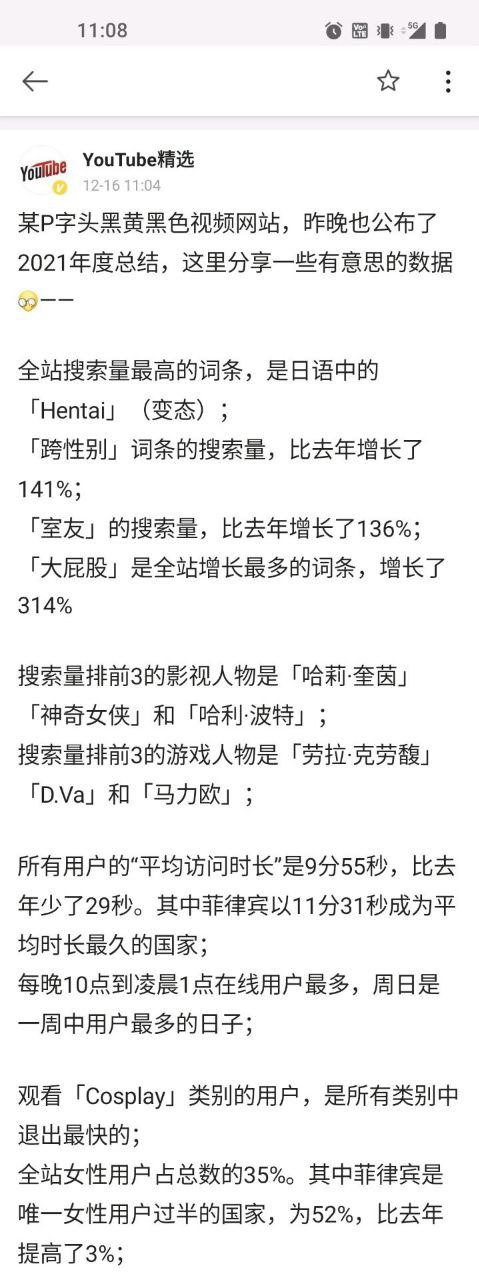 11:08
Vo LTE
5G
YouTube
V
YouTube精选
12-16 11:04
某P字头黑黄黑色视频网站，昨晚也公布了
2021年度总结，这里分享一些有意思的数据
——
全站搜索量最高的词条，是日语中的
「Hentai」（变态）；
「跨性别」词条的搜索量，比去年增长了
141%；
「室友」的搜索量，比去年增长了136%；
「大屁股」是全站增长最多的词条，增长了
314%
搜索量排前3的影视人物是「哈莉·奎茵」
「神奇女侠」和「哈利·波特」；
搜索量排前3的游戏人物是「劳拉·克劳馥」
「D.Va」和「马力欧」；
所有用户的“平均访问时长”是9分55秒，比去
年少了29秒。其中菲律宾以11分31秒成为平
均时长最久的国家；
每晚10点到凌晨1点在线用户最多，周日是
一周中用户最多的日子；
观看「Cosplay」类别的用户，是所有类别中
退出最快的；
全站女性用户占总数的35%。其中菲律宾是
唯一女性用户过半的国家，为52%，比去年
提高了3%；